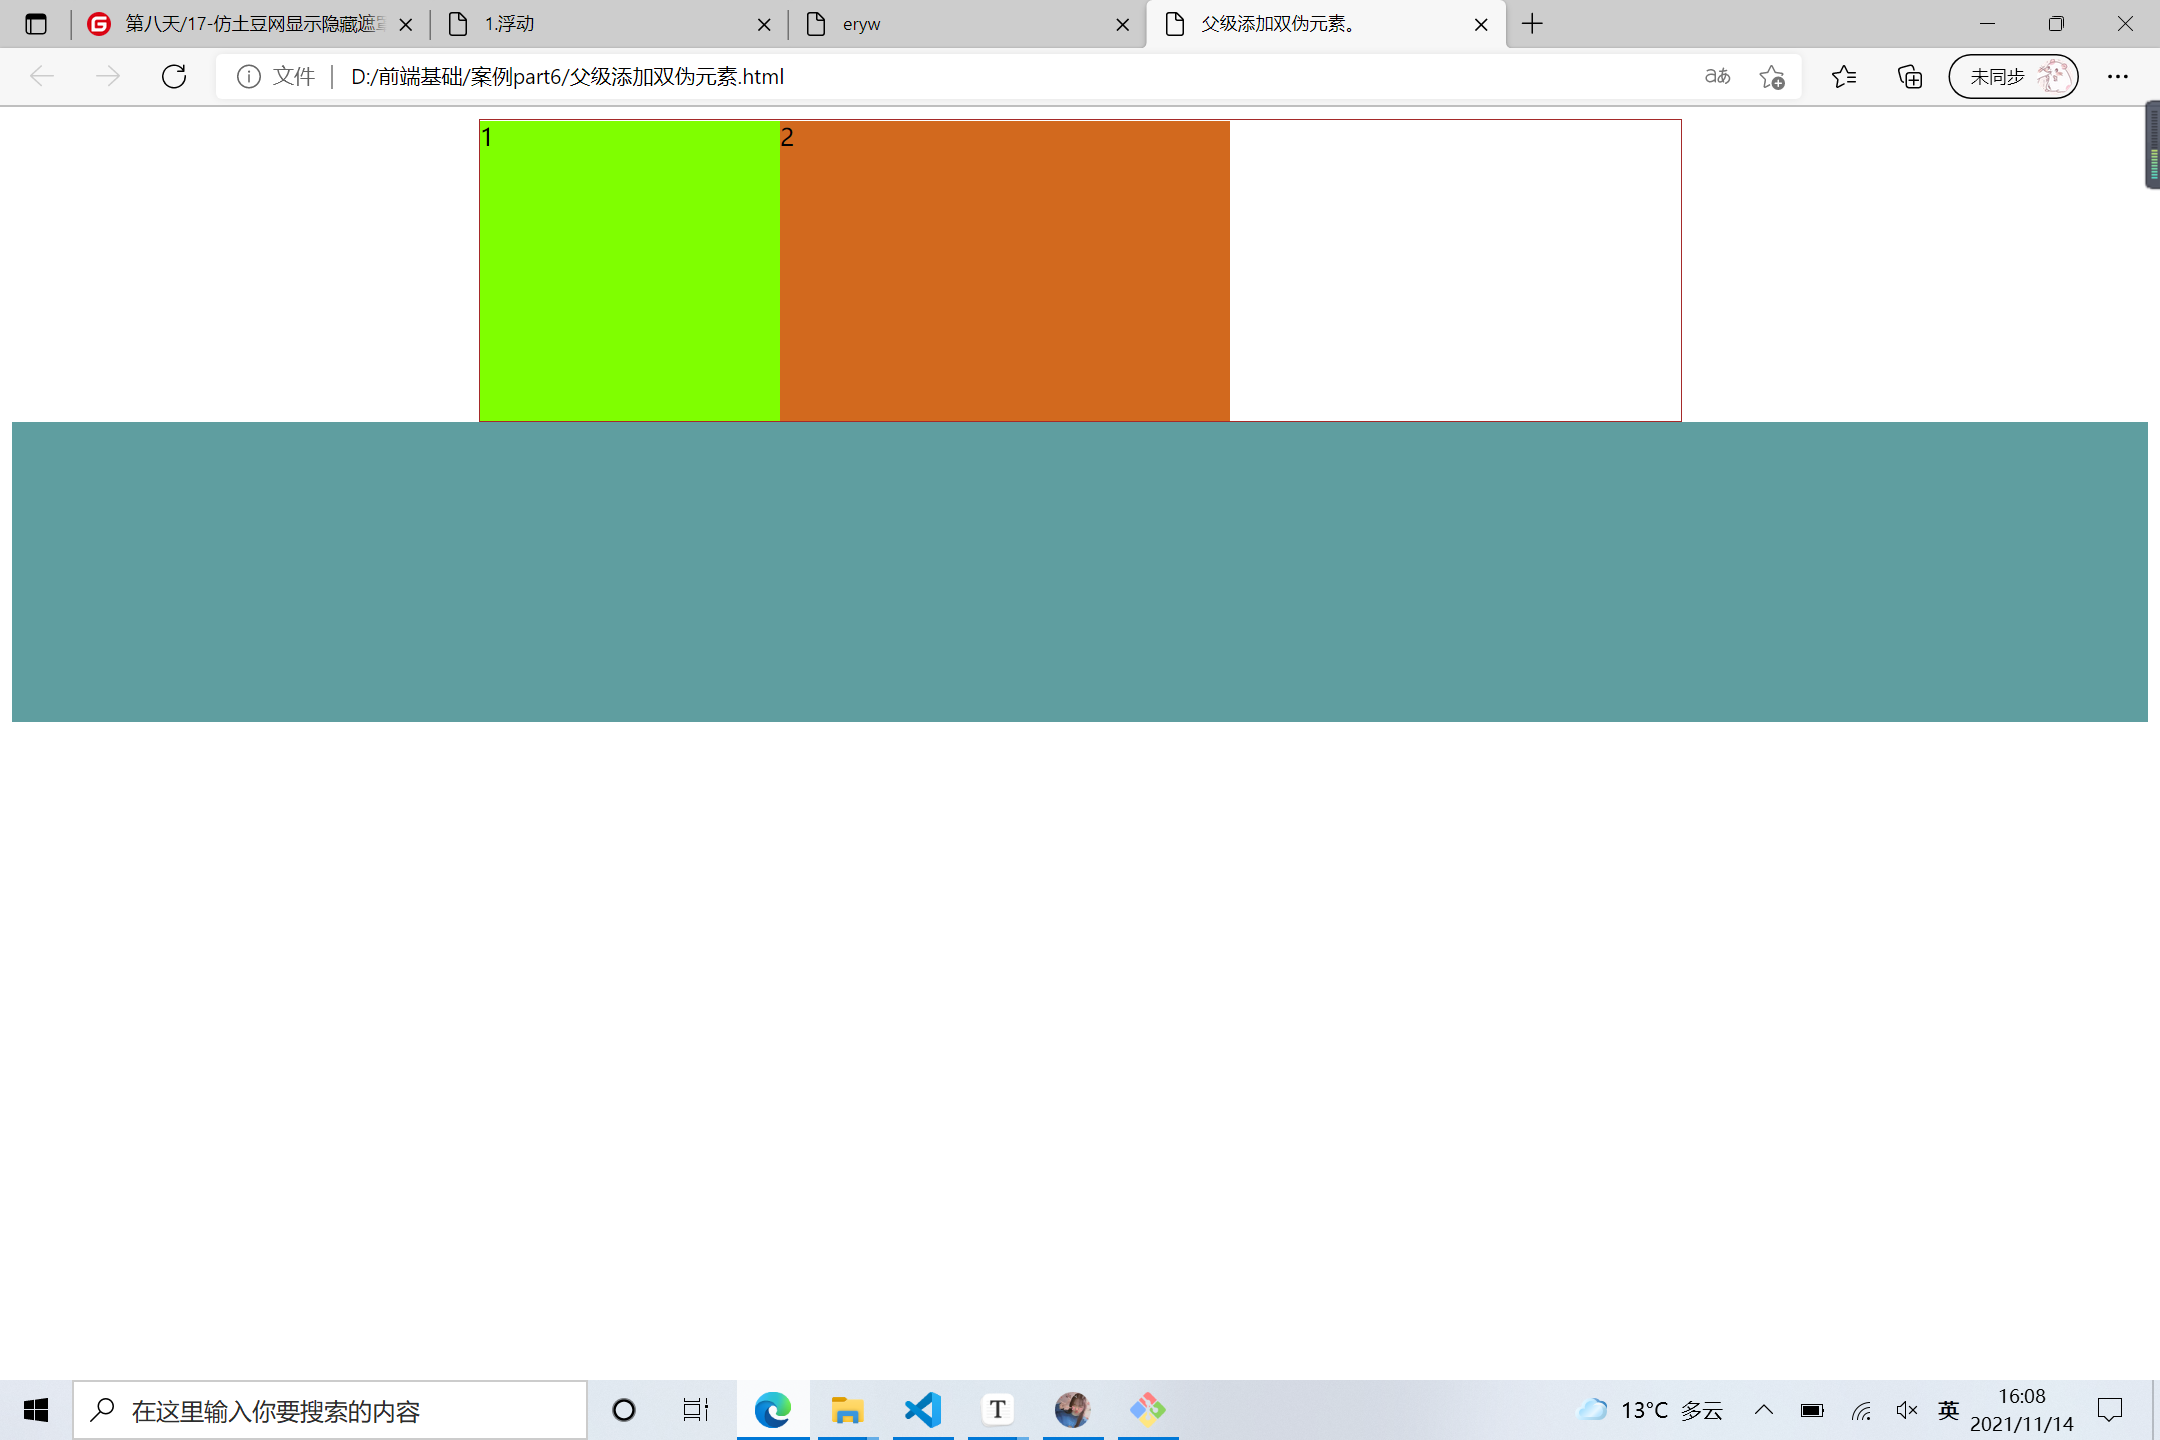 第八天/17-仿土豆网显示隐藏遮
1.浮动
eryw
父级添加双伪元素。
文件
D:/前端基础/案例part6/父级添加双伪元素.html
aあ
未同步
1
2
在这里输入你要搜索的内容
T
13°C 多云
英
16:08
2021/11/14